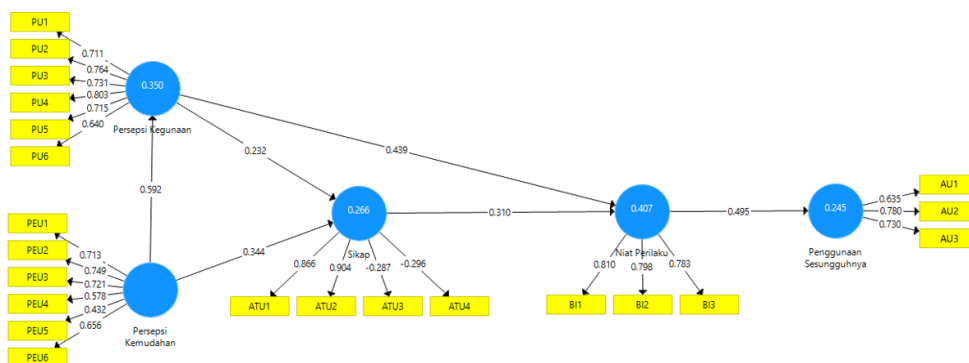 PU1
PU2
PU3
PU4
PU5
PU6
0.711
0.764
0.731
0.803
0.715
0.640
0.350
Persepsi Kegunaan
0.232
0.439
0.592
PEU1
PEU2
PEU3
PEU4
PEU5
PEU6
0.713
0.749
0.721
0.578
0.432
0.656
Persepsi
Kemudahan
0.344
0.266
Sikap
0.866
0.904
-0.287
-0.296
ATU1
ATU2
ATU3
ATU4
0.310
0.407
Niat Perilaku
0.810
0.798
0.783
BI1
BI2
BI3
0.495
0.245
Penggunaan
Sesungguhnya
0.635
0.780
0.730
AU1
AU2
AU3